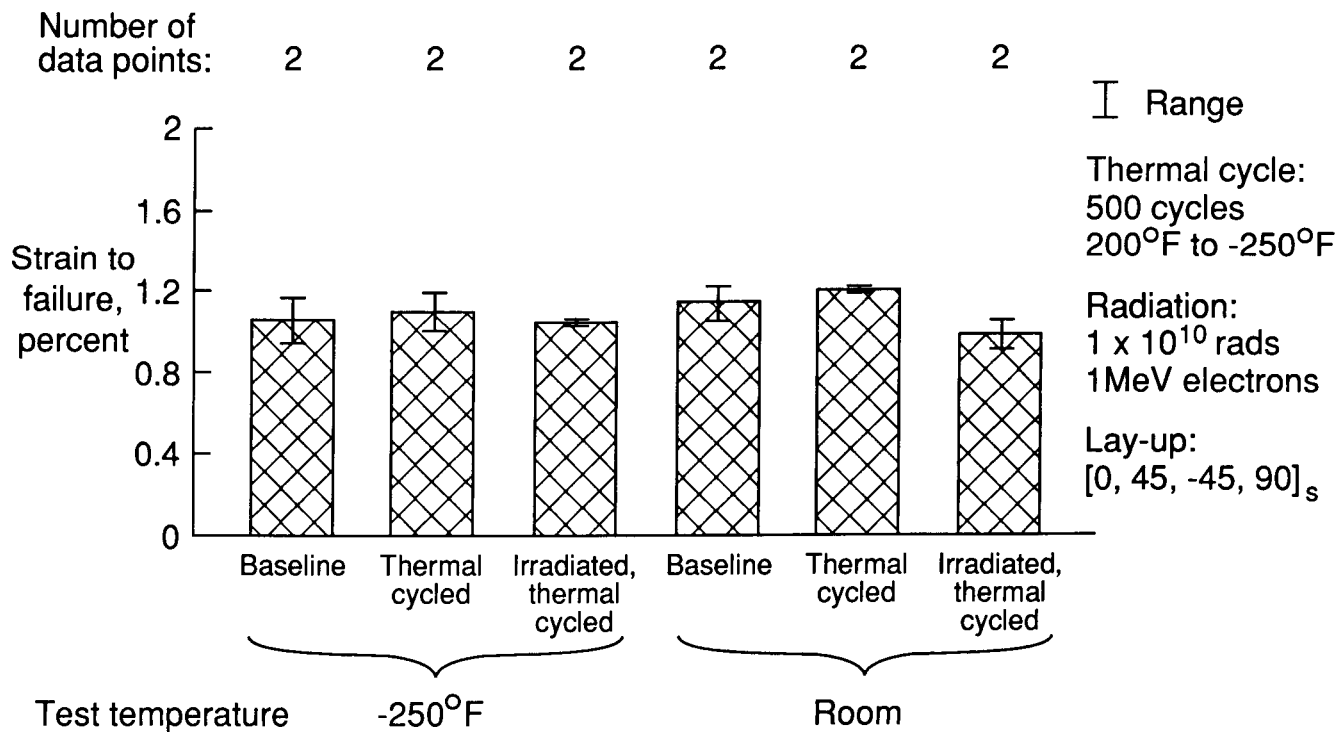 Number of
data points: 2 2 2 2 2 2
Range
Thermal cycle:
500 cycles
200°F to -250°F
Radiation:
1 x 10¹⁰ rads
1MeV electrons
Lay-up:
[0, 45, -45, 90]ₛ
Strain to
failure,
percent
2
1.6
1.2
0.8
0.4
0
Baseline
Thermal
cycled
Irradiated,
thermal
cycled
Baseline
Thermal
cycled
Irradiated,
thermal
cycled
Test temperature -250°F Room